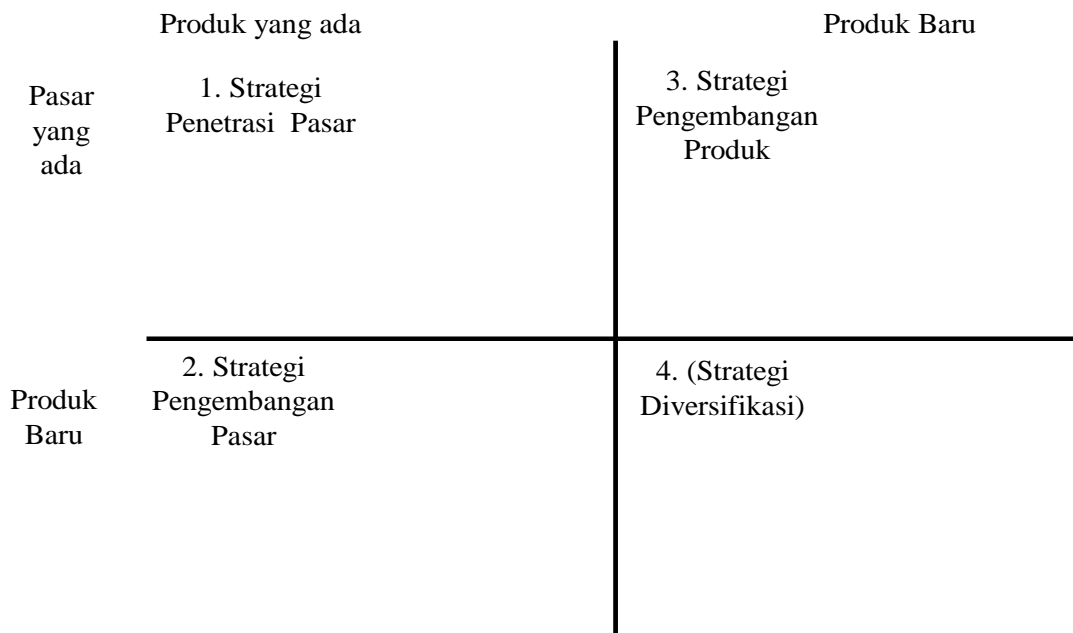 Produk yang ada
Produk Baru
Pasar
yang
ada
1. Strategi
Penetrasi Pasar
3. Strategi
Pengembangan
Produk
Produk
Baru
2. Strategi
Pengembangan
Pasar
4. (Strategi
Diversifikasi)